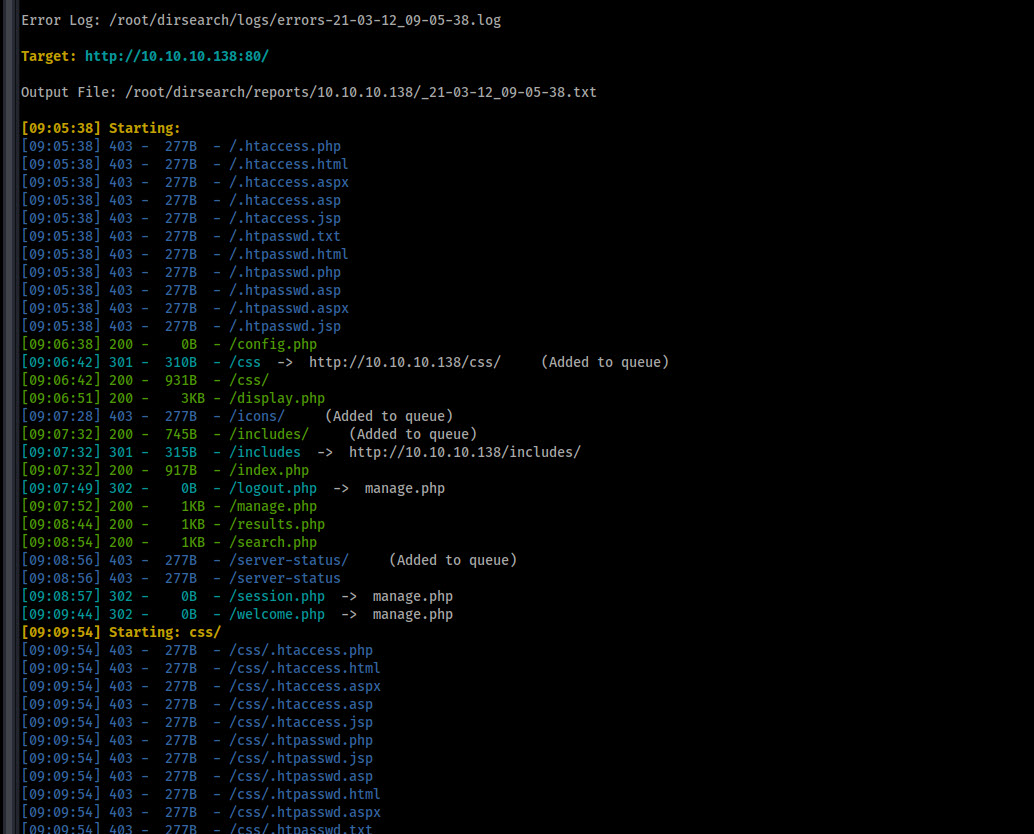 Error Log: /root/dirsearch/logs/errors-21-03-12_09-05-38.log
Target: http://10.10.10.138:80/
Output File: /root/dirsearch/reports/10.10.10.138/_21-03-12_09-05-38.txt
[09:05:38] Starting:
[09:05:38] 403 -  277B  - /.htaccess.php
[09:05:38] 403 -  277B  - /.htaccess.html
[09:05:38] 403 -  277B  - /.htaccess.aspx
[09:05:38] 403 -  277B  - /.htaccess.asp
[09:05:38] 403 -  277B  - /.htaccess.jsp
[09:05:38] 403 -  277B  - /.htpasswd.txt
[09:05:38] 403 -  277B  - /.htpasswd.html
[09:05:38] 403 -  277B  - /.htpasswd.php
[09:05:38] 403 -  277B  - /.htpasswd.asp
[09:05:38] 403 -  277B  - /.htpasswd.aspx
[09:05:38] 403 -  277B  - /.htpasswd.jsp
[09:06:38] 200 -    0B  - /config.php
[09:06:42] 301 -  310B  - /css  ->  http://10.10.10.138/css/     (Added to queue)
[09:06:42] 200 -  931B  - /css/
[09:06:51] 200 -    3KB - /display.php
[09:07:28] 403 -  277B  - /icons/     (Added to queue)
[09:07:32] 200 -  745B  - /includes/     (Added to queue)
[09:07:32] 301 -  315B  - /includes  ->  http://10.10.10.138/includes/
[09:07:32] 200 -  917B  - /index.php
[09:07:49] 302 -    0B  - /logout.php  ->  manage.php
[09:07:52] 200 -    1KB - /manage.php
[09:08:44] 200 -    1KB - /results.php
[09:08:54] 200 -    1KB - /search.php
[09:08:56] 403 -  277B  - /server-status/     (Added to queue)
[09:08:56] 403 -  277B  - /server-status
[09:08:57] 302 -    0B  - /session.php  ->  manage.php
[09:09:44] 302 -    0B  - /welcome.php  ->  manage.php
[09:09:54] Starting: css/
[09:09:54] 403 -  277B  - /css/.htaccess.php
[09:09:54] 403 -  277B  - /css/.htaccess.html
[09:09:54] 403 -  277B  - /css/.htaccess.aspx
[09:09:54] 403 -  277B  - /css/.htaccess.asp
[09:09:54] 403 -  277B  - /css/.htaccess.jsp
[09:09:54] 403 -  277B  - /css/.htpasswd.php
[09:09:54] 403 -  277B  - /css/.htpasswd.jsp
[09:09:54] 403 -  277B  - /css/.htpasswd.asp
[09:09:54] 403 -  277B  - /css/.htpasswd.html
[09:09:54] 403 -  277B  - /css/.htpasswd.aspx
[09:09:54] 403 -  277B  - /css/.htpasswd.txt